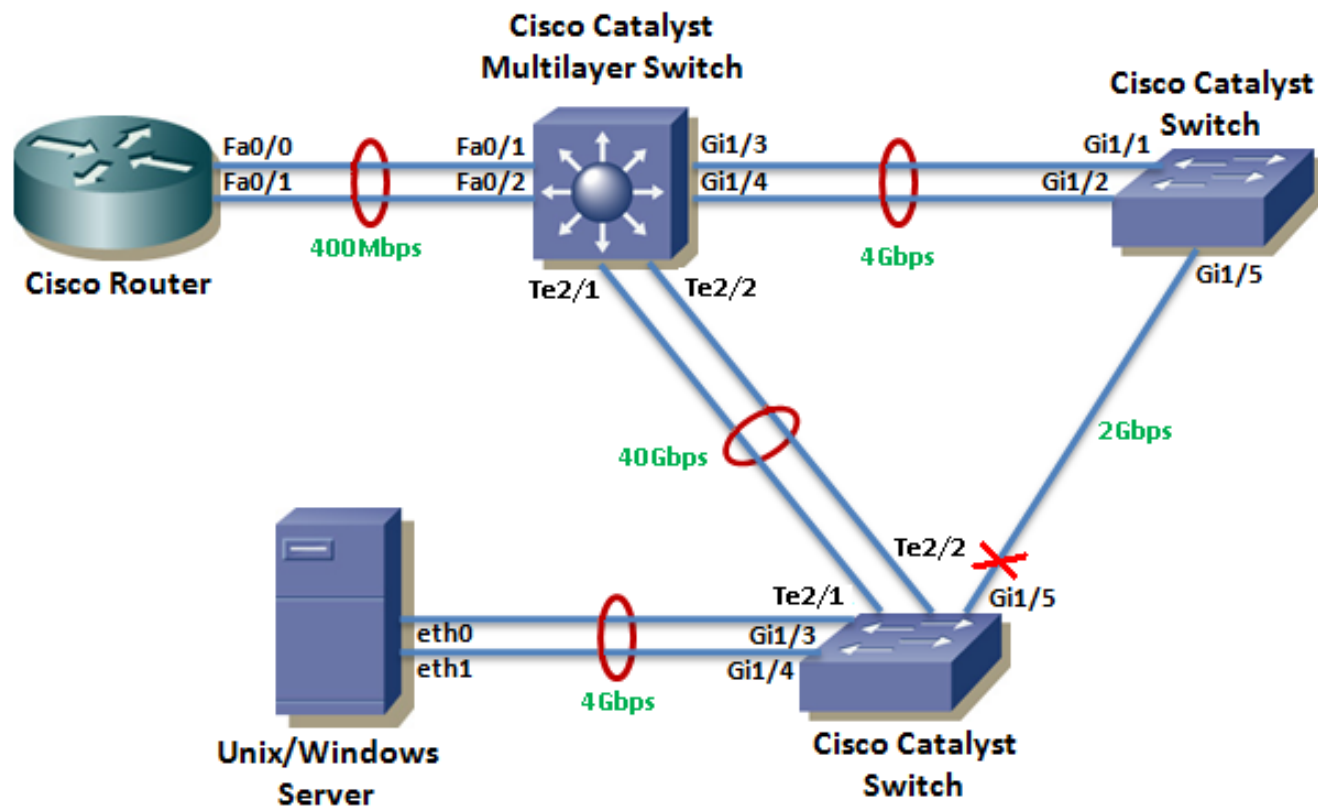 Cisco Catalyst
Multilayer Switch
Cisco Catalyst
Switch
Fa0/0
Fa0/1
Fa0/1
Fa0/2
Gi1/3
Gi1/4
Gi1/1
Gi1/2
400Mbps
4Gbps
Cisco Router
Te2/1
Te2/2
Gi1/5
40Gbps
2Gbps
Te2/2
Te2/1
Gi1/5
eth0
eth1
Gi1/3
Gi1/4
4Gbps
Unix/Windows
Server
Cisco Catalyst
Switch